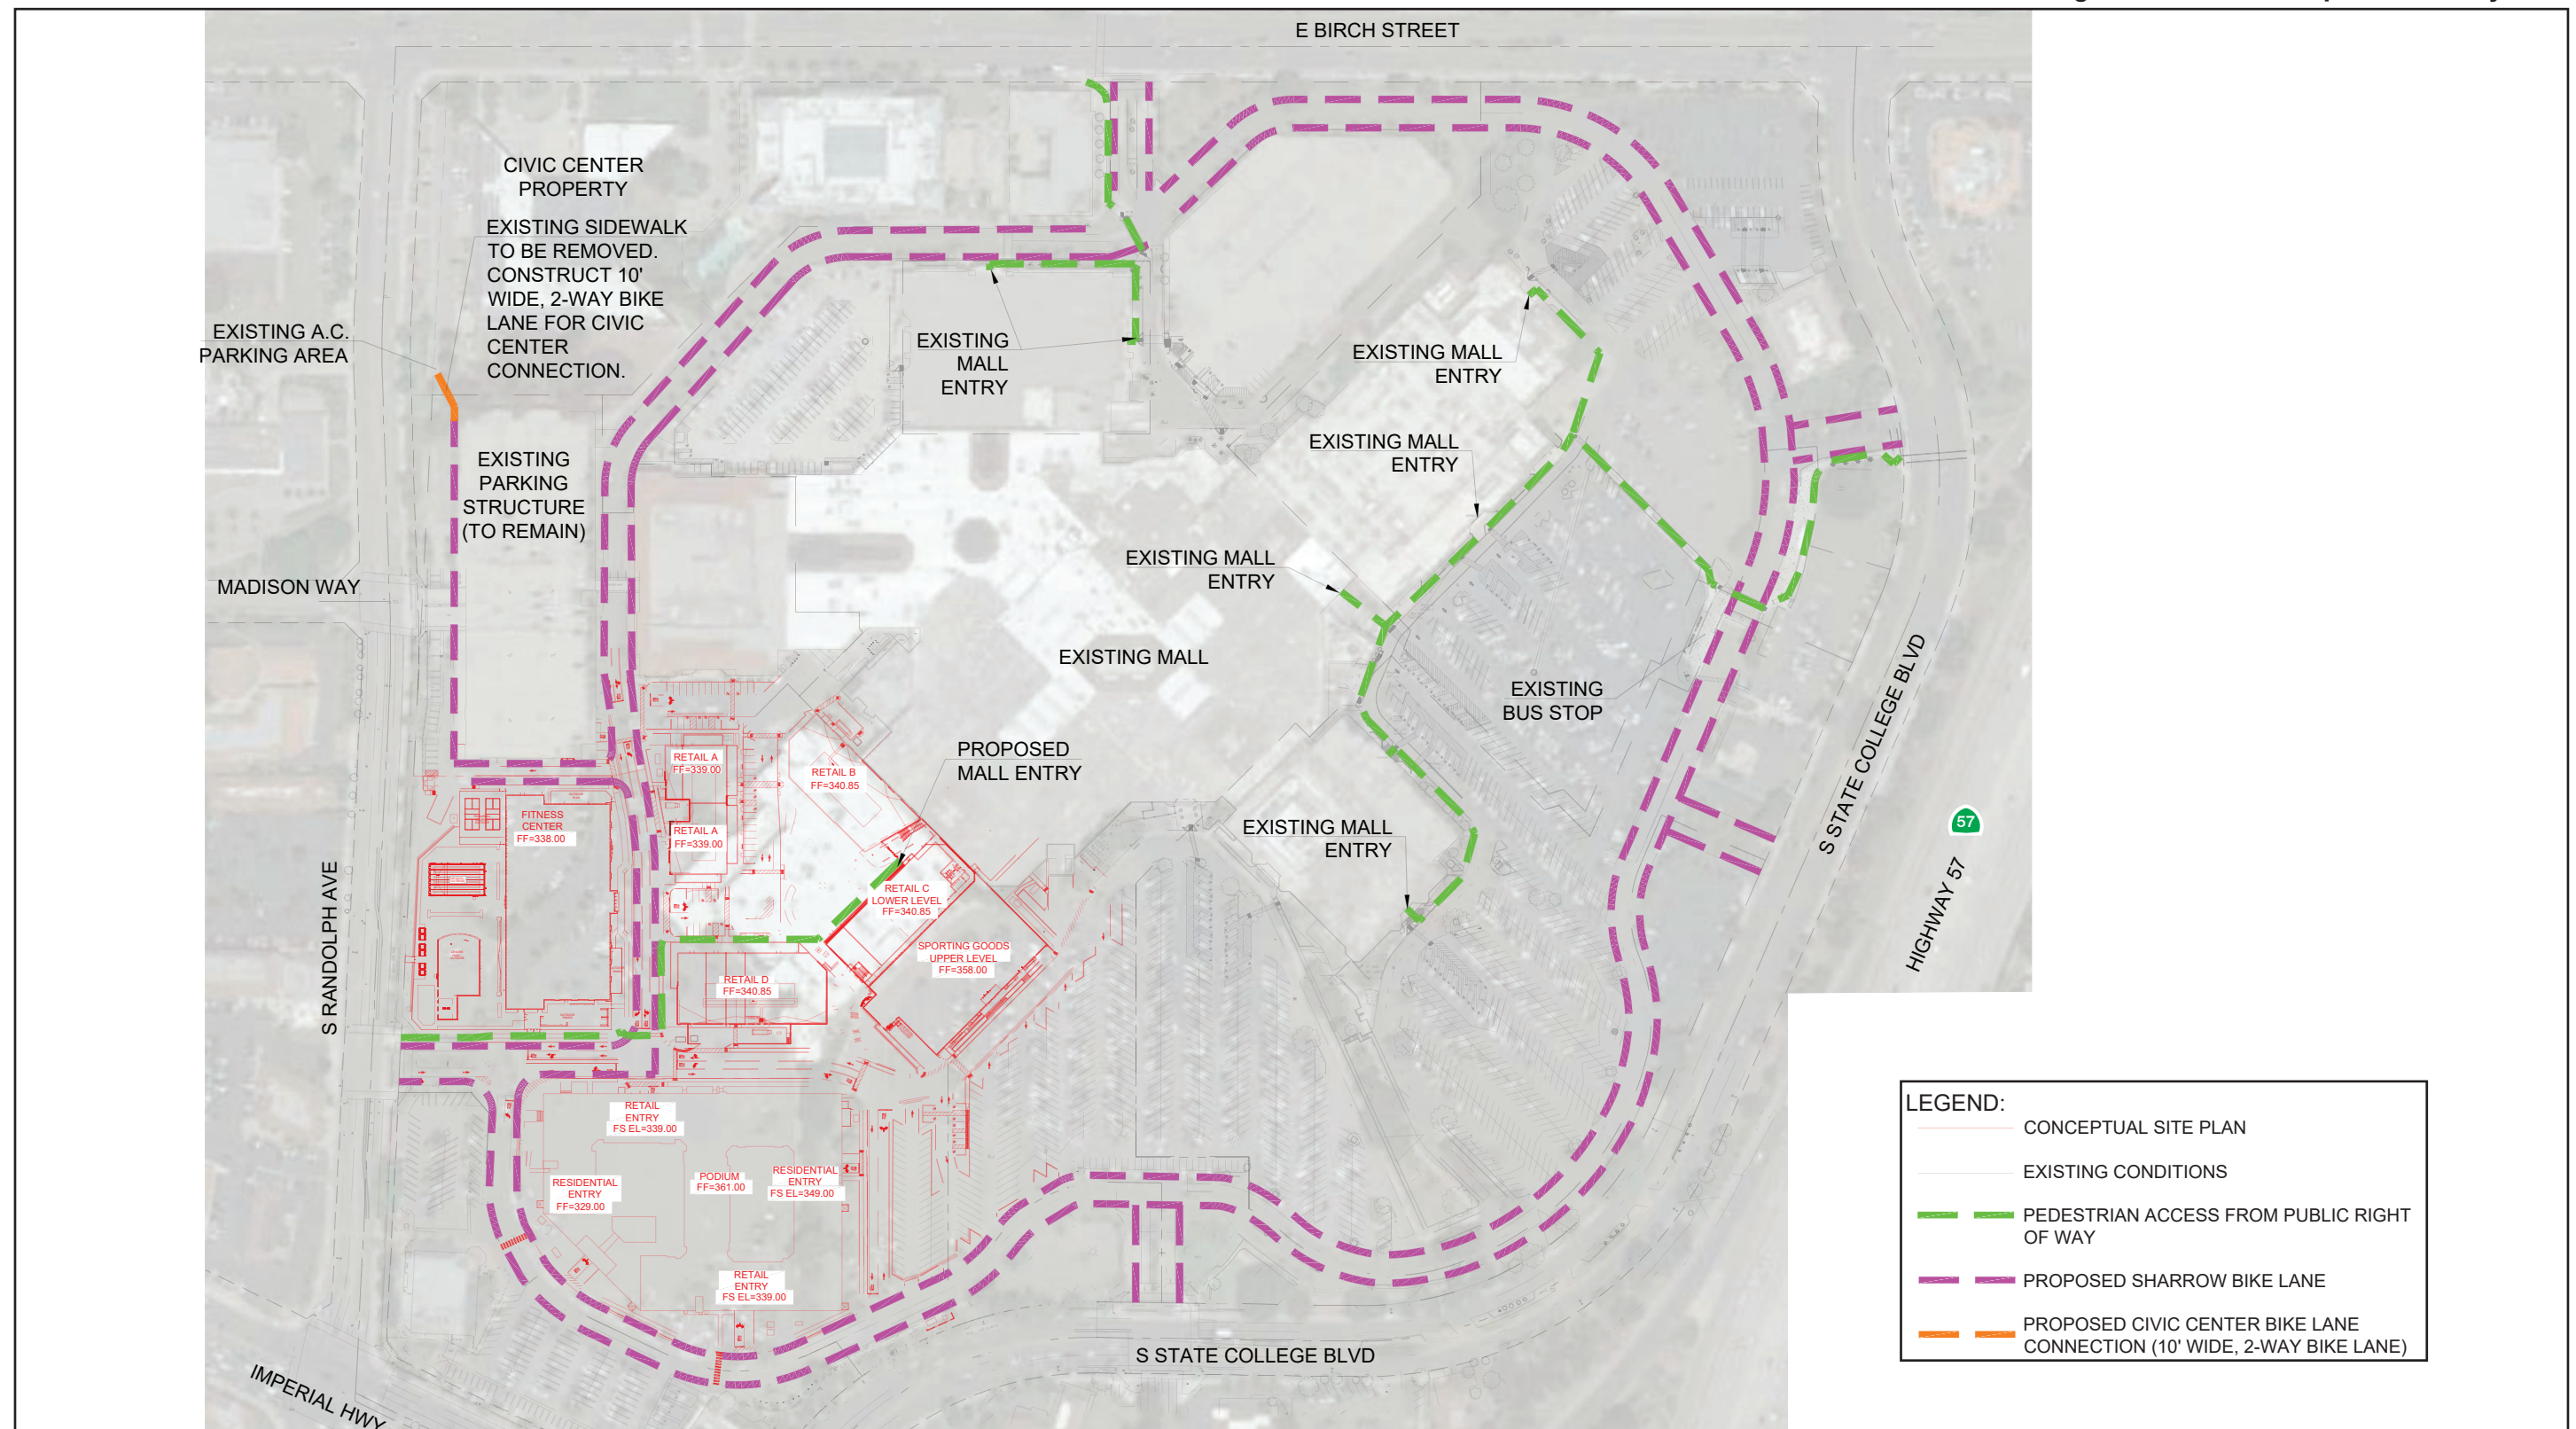 E BIRCH STREET
CIVIC CENTER
PROPERTY
EXISTING SIDEWALK
TO BE REMOVED.
CONSTRUCT 10'
WIDE, 2-WAY BIKE
LANE FOR CIVIC
CENTER
CONNECTION.
EXISTING A.C.
PARKING AREA
EXISTING
MALL
ENTRY
EXISTING MALL
ENTRY
EXISTING MALL
ENTRY
EXISTING
PARKING
STRUCTURE
(TO REMAIN)
EXISTING MALL
ENTRY
MADISON WAY
EXISTING MALL
EXISTING
BUS STOP
S STATE COLLEGE BLVD
PROPOSED
MALL ENTRY
RETAIL A
FF=339.00
RETAIL B
FF=340.85
FITNESS
CENTER
FF=338.00
RETAIL A
FF=339.00
EXISTING MALL
ENTRY
57
HIGHWAY 57
RETAIL C
LOWER LEVEL
FF=340.85
SPORTING GOODS
UPPER LEVEL
FF=358.00
RETAIL D
FF=340.85
S RANDOLPH AVE
RETAIL
ENTRY
FS EL=339.00
RESIDENTIAL
ENTRY
FF=329.00
PODIUM
FF=361.00
RESIDENTIAL
ENTRY
FS EL=349.00
RETAIL
ENTRY
FS EL=339.00
S STATE COLLEGE BLVD
IMPERIAL HWY
LEGEND:
CONCEPTUAL SITE PLAN
EXISTING CONDITIONS
PEDESTRIAN ACCESS FROM PUBLIC RIGHT
OF WAY
PROPOSED SHARROW BIKE LANE
PROPOSED CIVIC CENTER BIKE LANE
CONNECTION (10' WIDE, 2-WAY BIKE LANE)